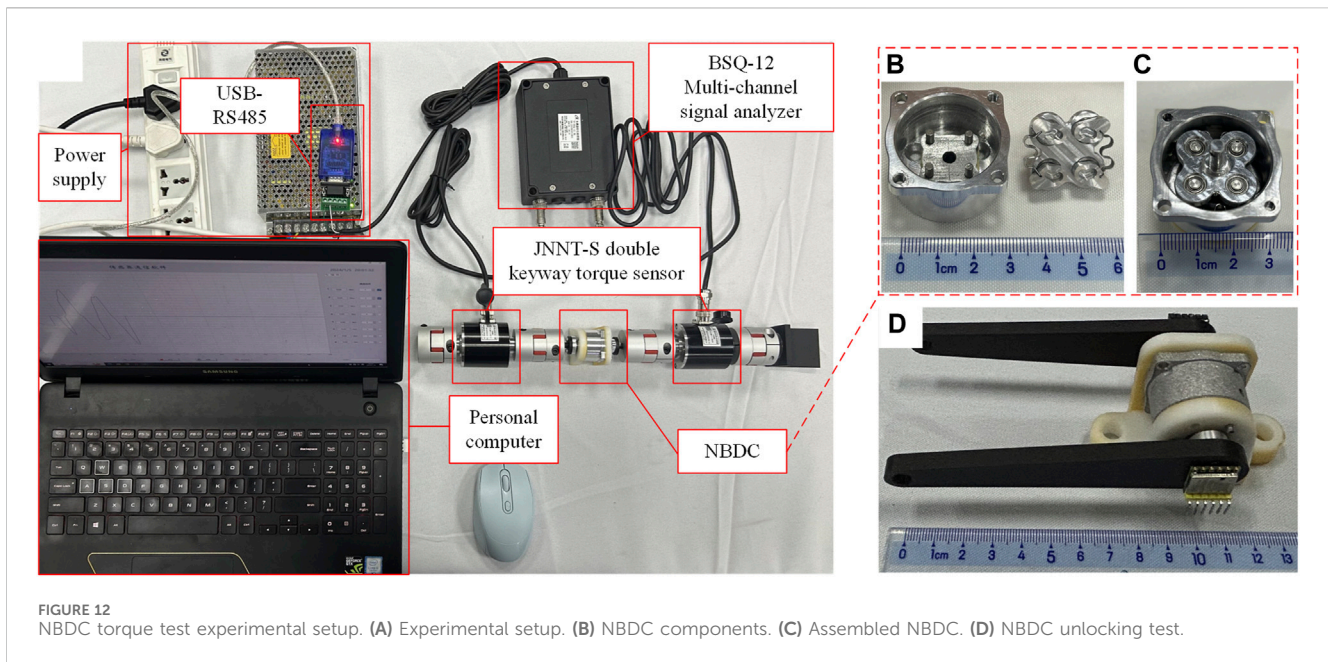 USB-
RS485
Power
supply
BSQ-12
Multi-channel
signal analyzer
JNNT-S double
keyway torque sensor
Personal
computer
NBDC
SAMSUNG
B
C
0 1cm 2 3 4 5 6
0 1cm 2 3
D
0 1cm 2 3 4 5 6 7 8 9 10 11 12 13
FIGURE 12
NBDC torque test experimental setup. (A) Experimental setup. (B) NBDC components. (C) Assembled NBDC. (D) NBDC unlocking test.